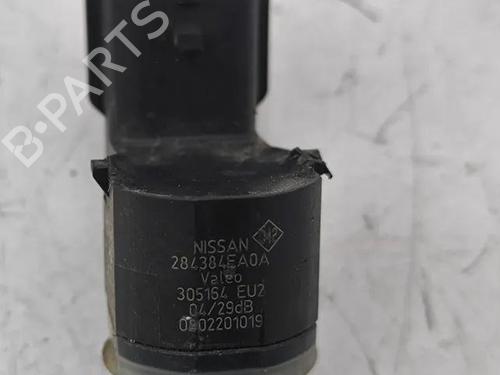 B-PARTS
NISSAN
284384EA0A
Valeo
305164 EU2
04/29dB
0902201019